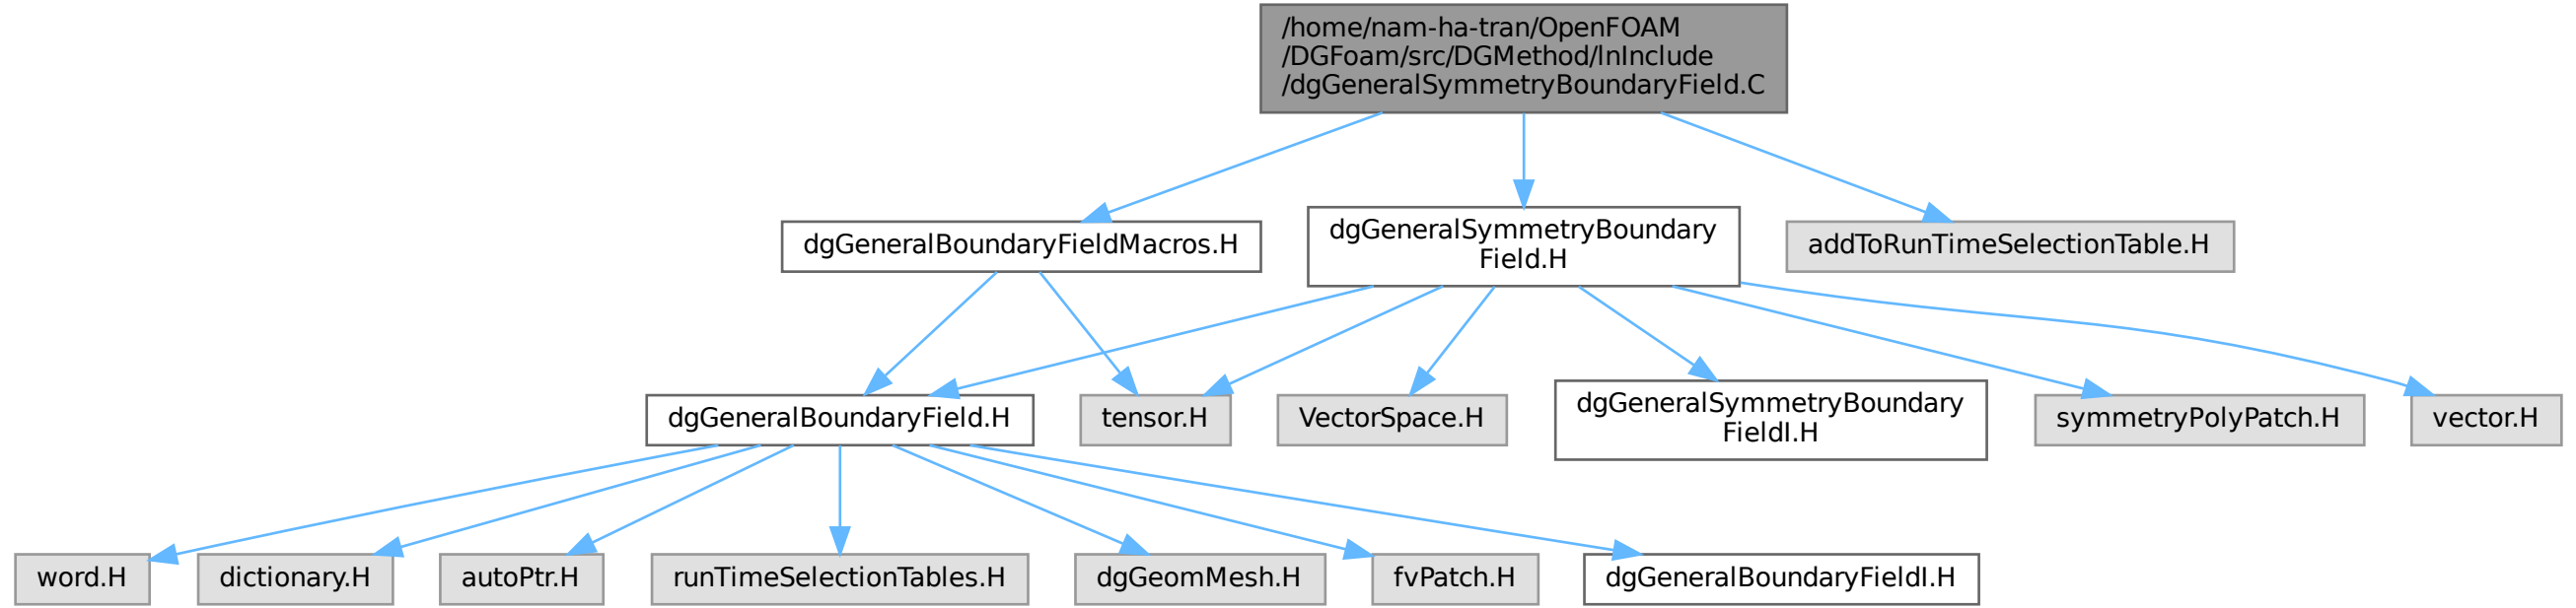 /home/nam-ha-tran/OpenFOAM
/DGFoam/src/DGMethod/lnInclude
/dgGeneralSymmetryBoundaryField.C
dgGeneralBoundaryFieldMacros.H
dgGeneralSymmetryBoundary
Field.H
addToRunTimeSelectionTable.H
dgGeneralBoundaryField.H
tensor.H
VectorSpace.H
dgGeneralSymmetryBoundary
FieldI.H
symmetryPolyPatch.H
vector.H
word.H
dictionary.H
autoPtr.H
runTimeSelectionTables.H
dgGeomMesh.H
fvPatch.H
dgGeneralBoundaryFieldI.H